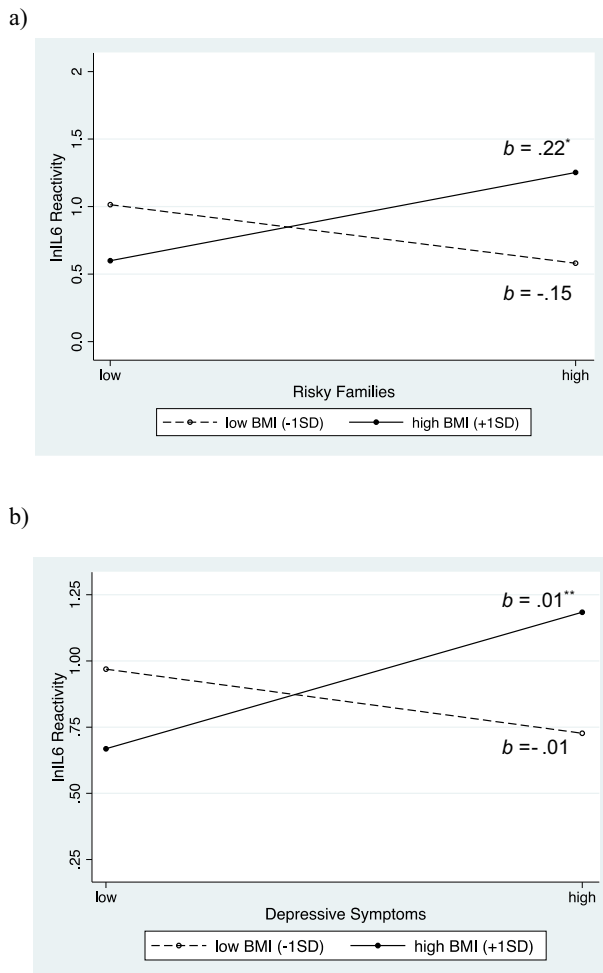 a)
2
1.5
1.0
0.5
0.0
lnIL6 Reactivity
b = .22*
b = -.15
low
high
Risky Families
low BMI (-1SD) high BMI (+1SD)
b)
1.25
1.00
.75
.50
.25
lnIL6 Reactivity
b = .01**
b=- .01
low
high
Depressive Symptoms
low BMI (-1SD) high BMI (+1SD)